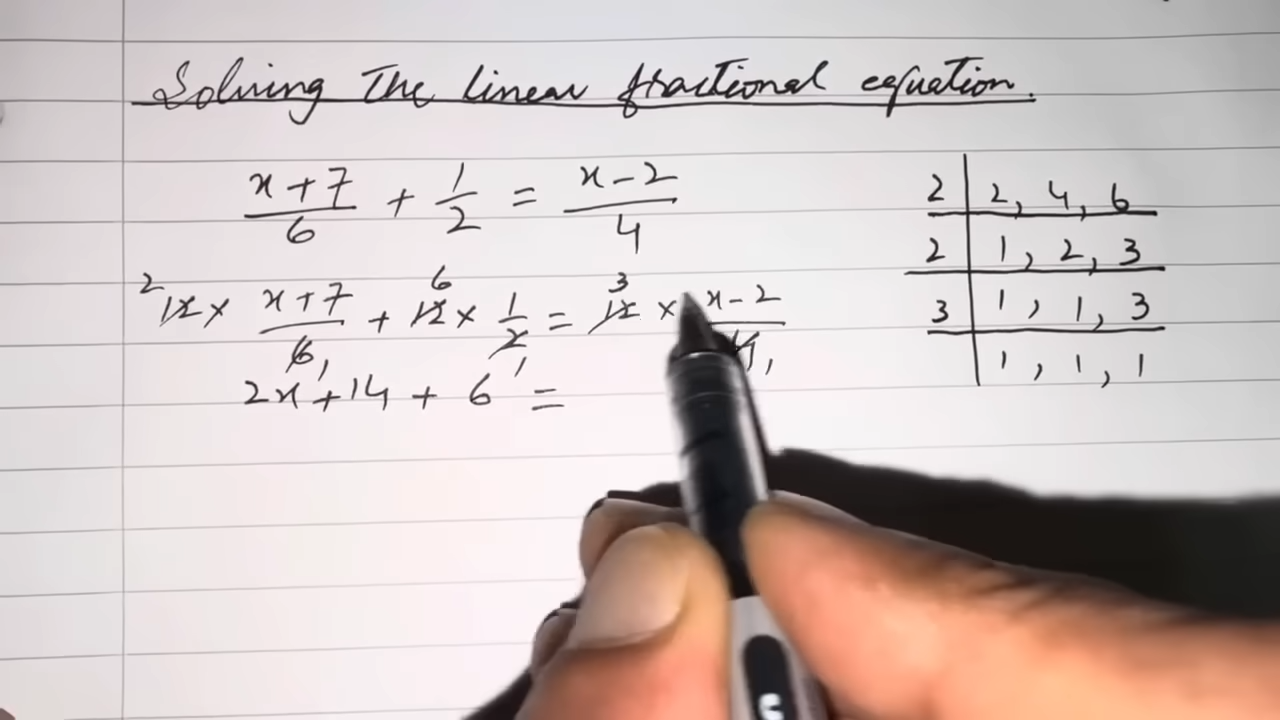 Solving The linear fractional equation.
x+7/6 + 1/2 = x-2/4
2 12 × x+7/6, + 6 12 × 1/2, = 3 12 × x-2/4,
2x+14 + 6 =
2 | 2, 4, 6
2 | 1, 2, 3
3 | 1, 1, 3
1, 1, 1